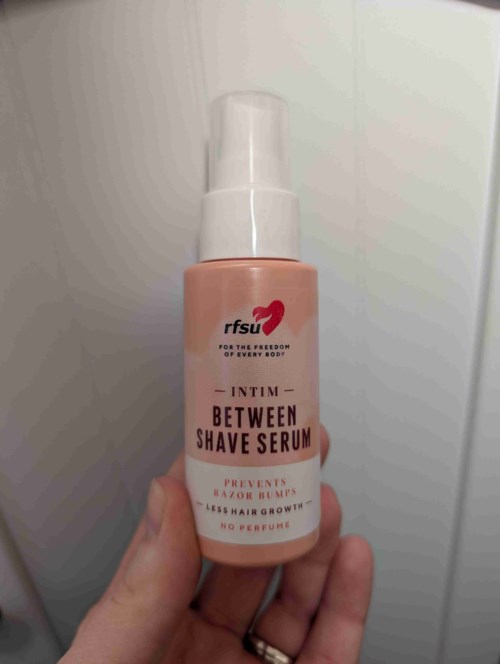 rfsu
FOR THE FREEDOM
OF EVERY BODY
— INTIM —
BETWEEN
SHAVE SERUM
PREVENTS
RAZOR BUMPS
— LESS HAIR GROWTH —
NO PERFUME